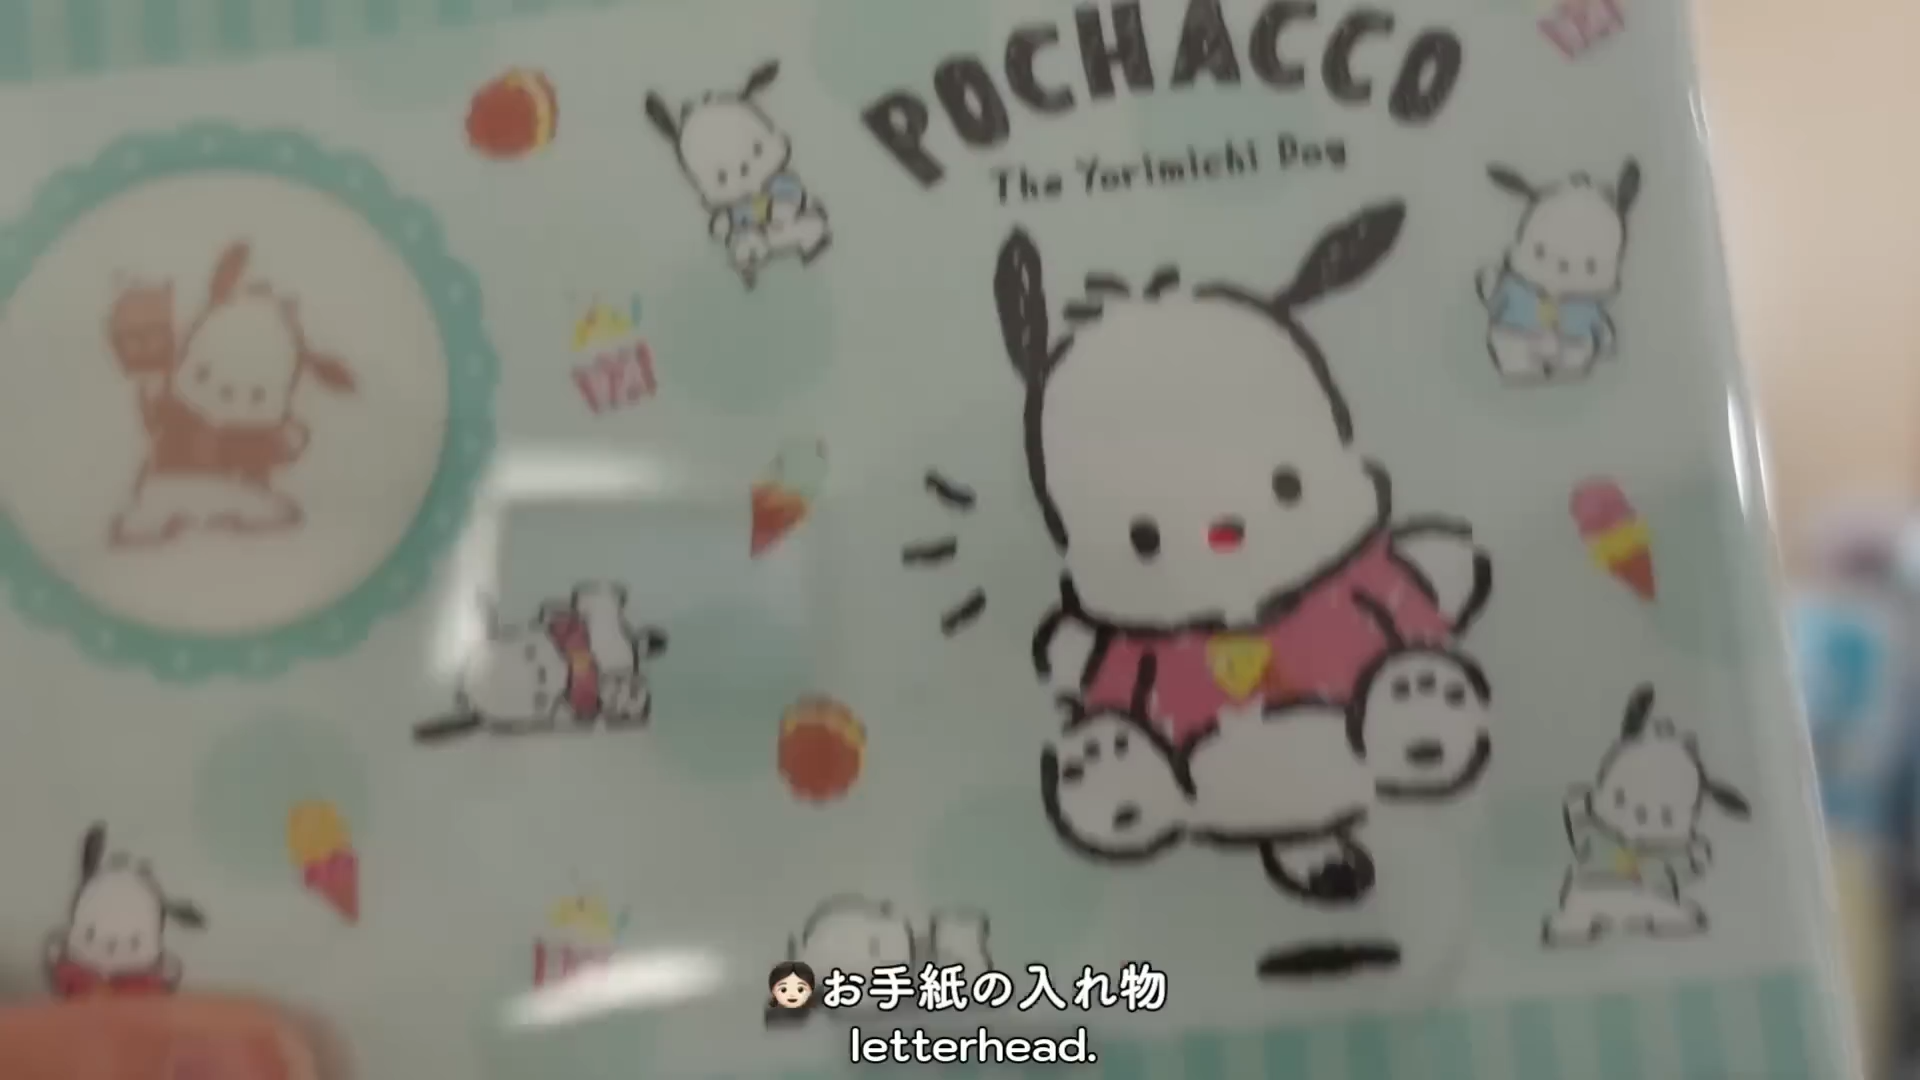 POCHACCO
The Yorimichi Dog
お手紙の入れ物
letterhead.